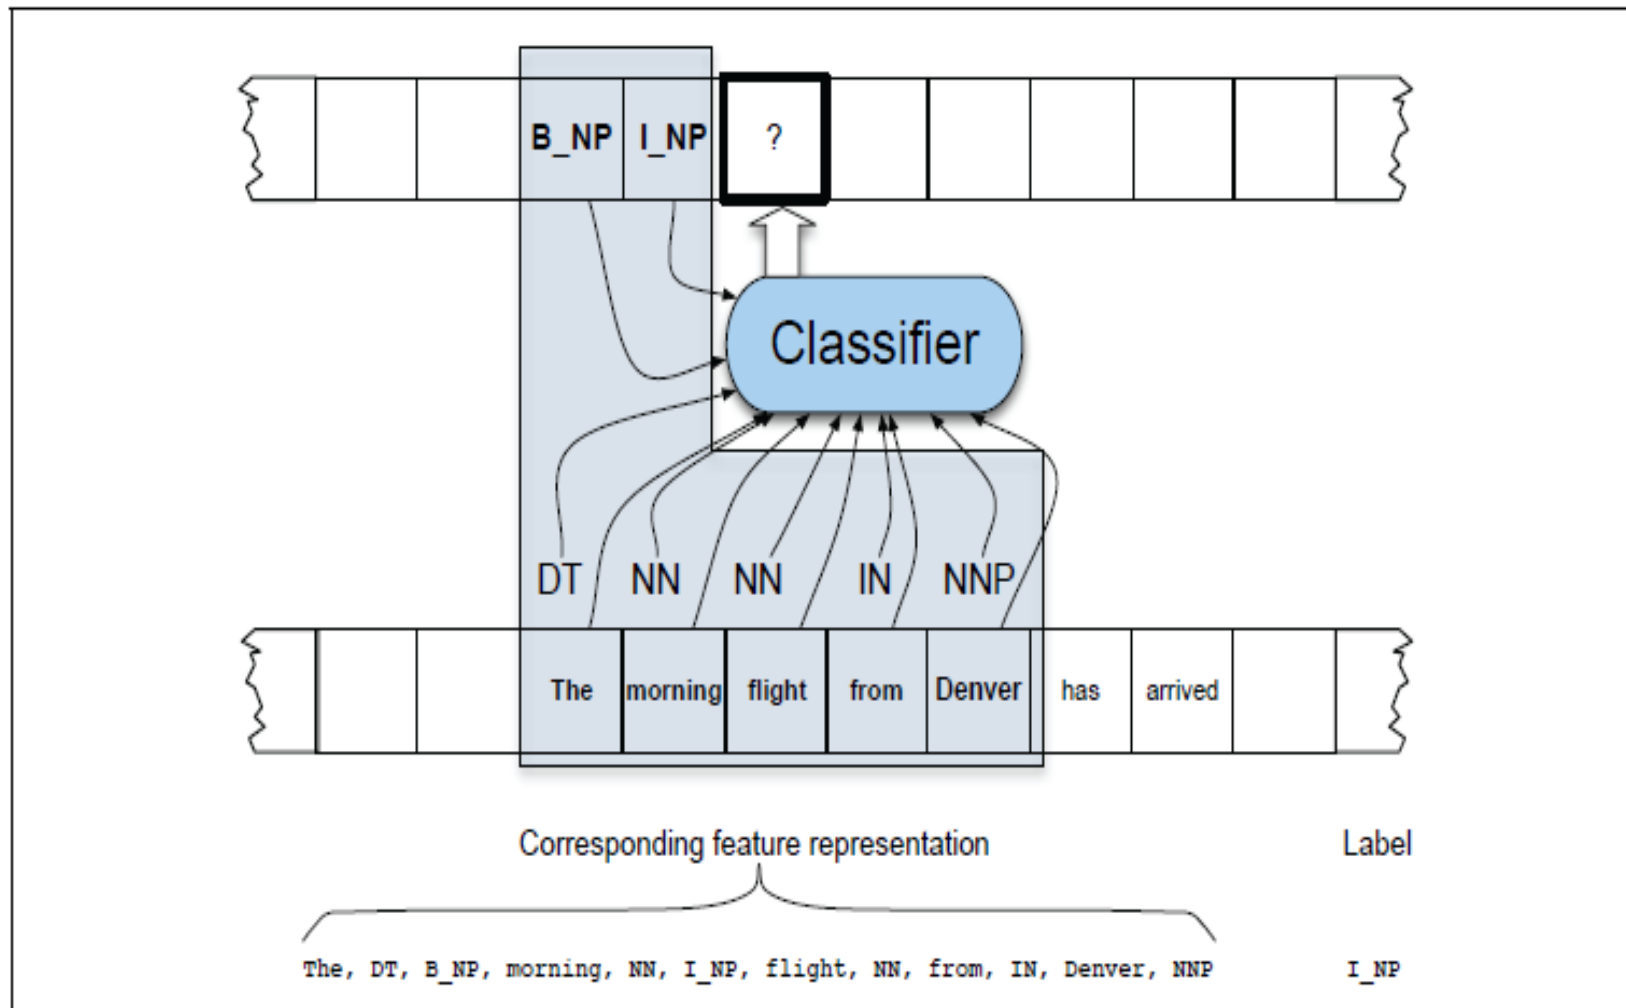 B_NP I_NP ?
Classifier
DT NN NN IN NNP
The morning flight from Denver has arrived
Corresponding feature representation Label
The, DT, B_NP, morning, NN, I_NP, flight, NN, from, IN, Denver, NNP I_NP